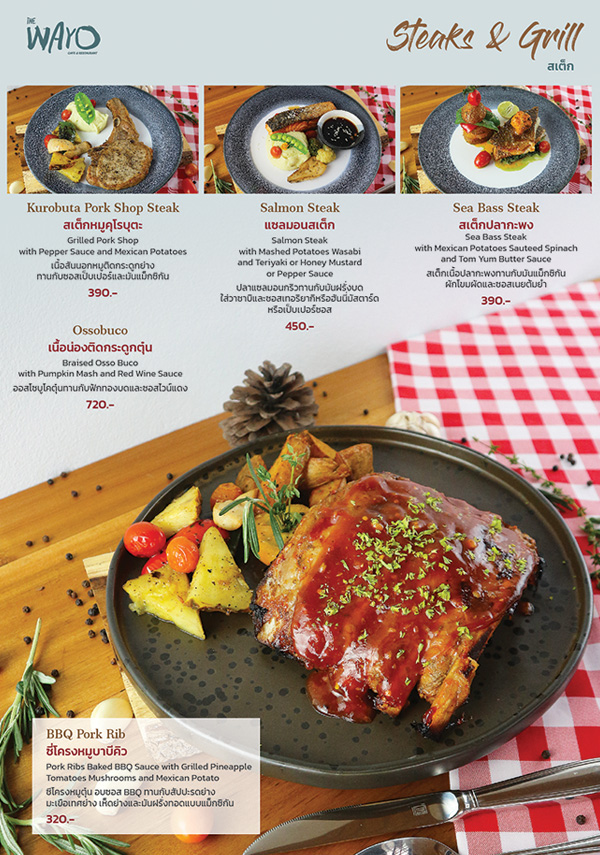 THE
WAYO
CAFE & RESTAURANT
Steaks & Grill
สเต็ก
Kurobuta Pork Shop Steak
สเต็กหมูคุโรบุตะ
Grilled Pork Shop
with Pepper Sauce and Mexican Potatoes
เนื้อสันนอกหมูติดกระดูกย่าง
ทานกับซอสเป็บเปอร์และมันแม็กซิกัน
390.-
Salmon Steak
แซลมอนสเต็ก
Salmon Steak
with Mashed Potatoes Wasabi
and Teriyaki or Honey Mustard
or Pepper Sauce
ปลาแซลมอนกริวทานกับมันฝรั่งบด
ใส่วาซาบิและซอสเทอริยากิหรือฮันนี่มัสตาร์ด
หรือเป็บเปอร์ซอส
450.-
Sea Bass Steak
สเต็กปลากะพง
Sea Bass Steak
with Mexican Potatoes Sauteed Spinach
and Tom Yum Butter Sauce
สเต็กเนื้อปลากะพงทานกับมันแม็กซิกัน
ผักโขมผัดและซอสเนยต้มยำ
390.-
Ossobuco
เนื้อน่องติดกระดูกตุ๋น
Braised Osso Buco
with Pumpkin Mash and Red Wine Sauce
ออสโซบูโคตุ๋นทานกับฟักทองบดและซอสไวน์แดง
720.-
BBQ Pork Rib
ซี่โครงหมูบาบีคิว
Pork Ribs Baked BBQ Sauce with Grilled Pineapple
Tomatoes Mushrooms and Mexican Potato
ซี่โครงหมูตุ๋น อบซอส BBQ ทานกับสัปปะรดย่าง
มะเขือเทศย่าง เห็ดย่างและมันฝรั่งทอดแบบแม็กซิกัน
320.-